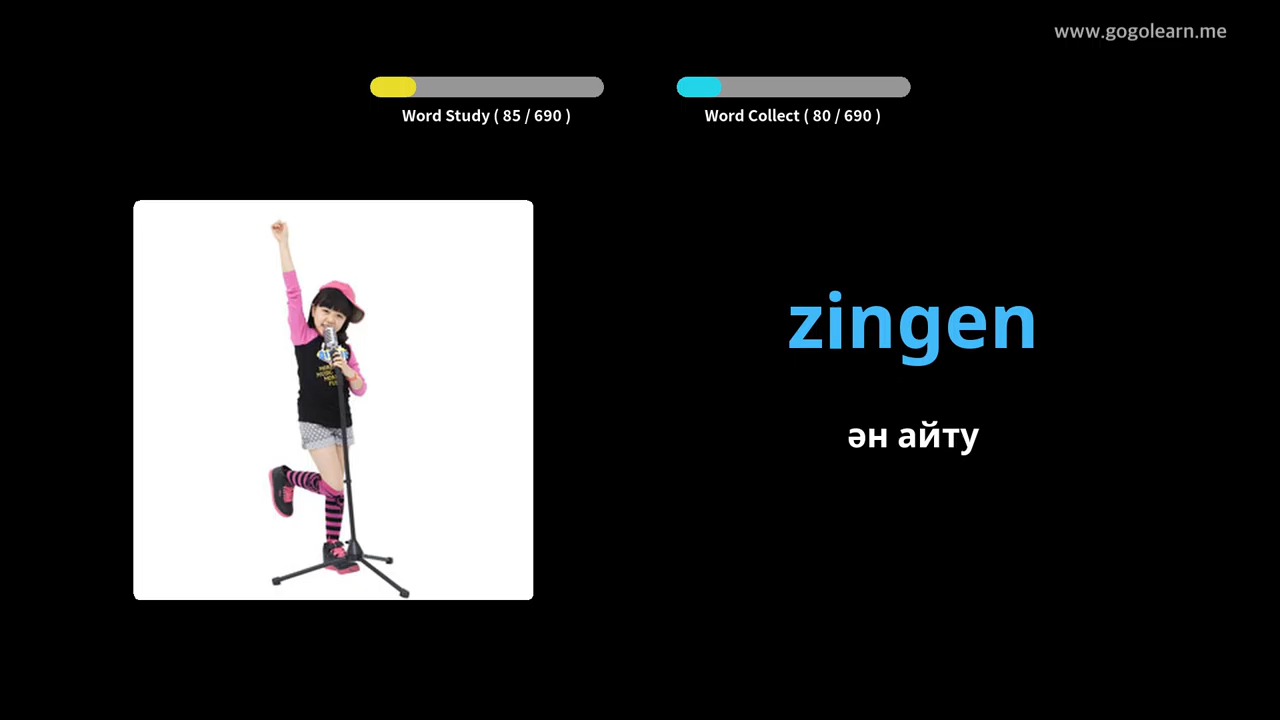 www.gogolearn.me
Word Study ( 85 / 690 )
Word Collect ( 80 / 690 )
zingen
ән айту